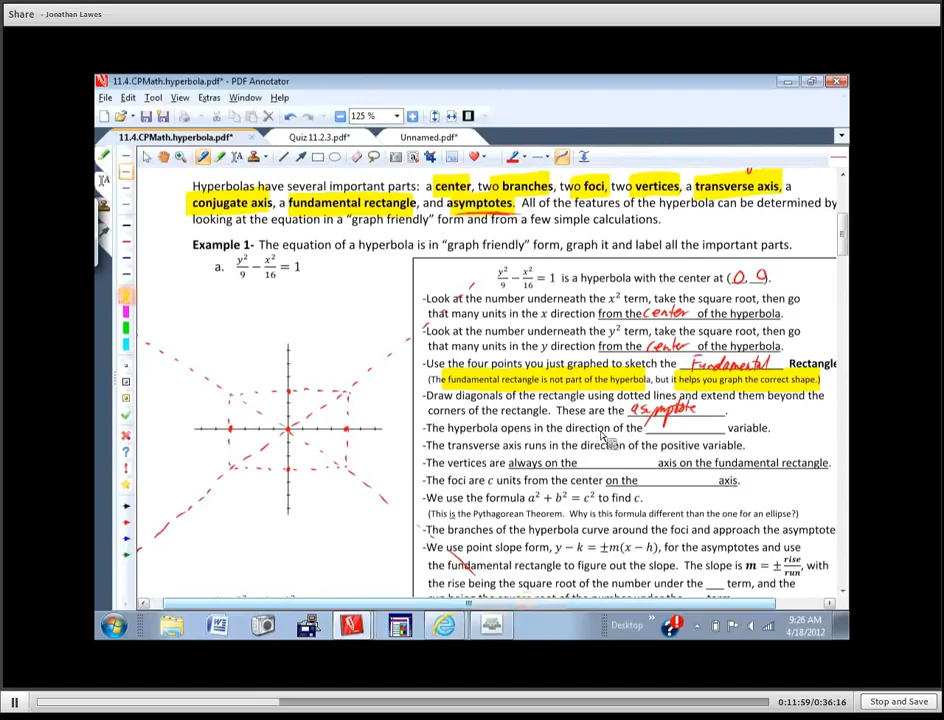 Share - Jonathan Lawes
11.4.CPMath.hyperbola.pdf* - PDF Annotator
File Edit Tool View Extras Window Help
125 %
11.4.CPMath.hyperbola.pdf* Quiz 11.2.3.pdf* Unnamed.pdf*
Hyperbolas have several important parts: a center, two branches, two foci, two vertices, a transverse axis, a
conjugate axis, a fundamental rectangle, and asymptotes. All of the features of the hyperbola can be determined by
looking at the equation in a “graph friendly” form and from a few simple calculations.
Example 1- The equation of a hyperbola is in “graph friendly” form, graph it and label all the important parts.
a. y²/9 − x²/16 = 1
y²/9 − x²/16 = 1 is a hyperbola with the center at (0, 0).
-Look at the number underneath the x² term, take the square root, then go
that many units in the x direction from the center of the hyperbola.
-Look at the number underneath the y² term, take the square root, then go
that many units in the y direction from the center of the hyperbola.
-Use the four points you just graphed to sketch the Fundamental Rectangle
(The fundamental rectangle is not part of the hyperbola, but it helps you graph the correct shape.)
-Draw diagonals of the rectangle using dotted lines and extend them beyond the
corners of the rectangle. These are the asymptote.
-The hyperbola opens in the direction of the ________ variable.
-The transverse axis runs in the direction of the positive variable.
-The vertices are always on the ________ axis on the fundamental rectangle.
-The foci are c units from the center on the ________ axis.
-We use the formula a² + b² = c² to find c.
(This is the Pythagorean Theorem. Why is this formula different than the one for an ellipse?)
-The branches of the hyperbola curve around the foci and approach the asymptote
-We use point slope form, y − k = ±m(x − h), for the asymptotes and use
the fundamental rectangle to figure out the slope. The slope is m = ± rise/run, with
the rise being the square root of the number under the ___ term, and the
Desktop
9:26 AM
4/18/2012
0:11:59/0:36:16
Stop and Save